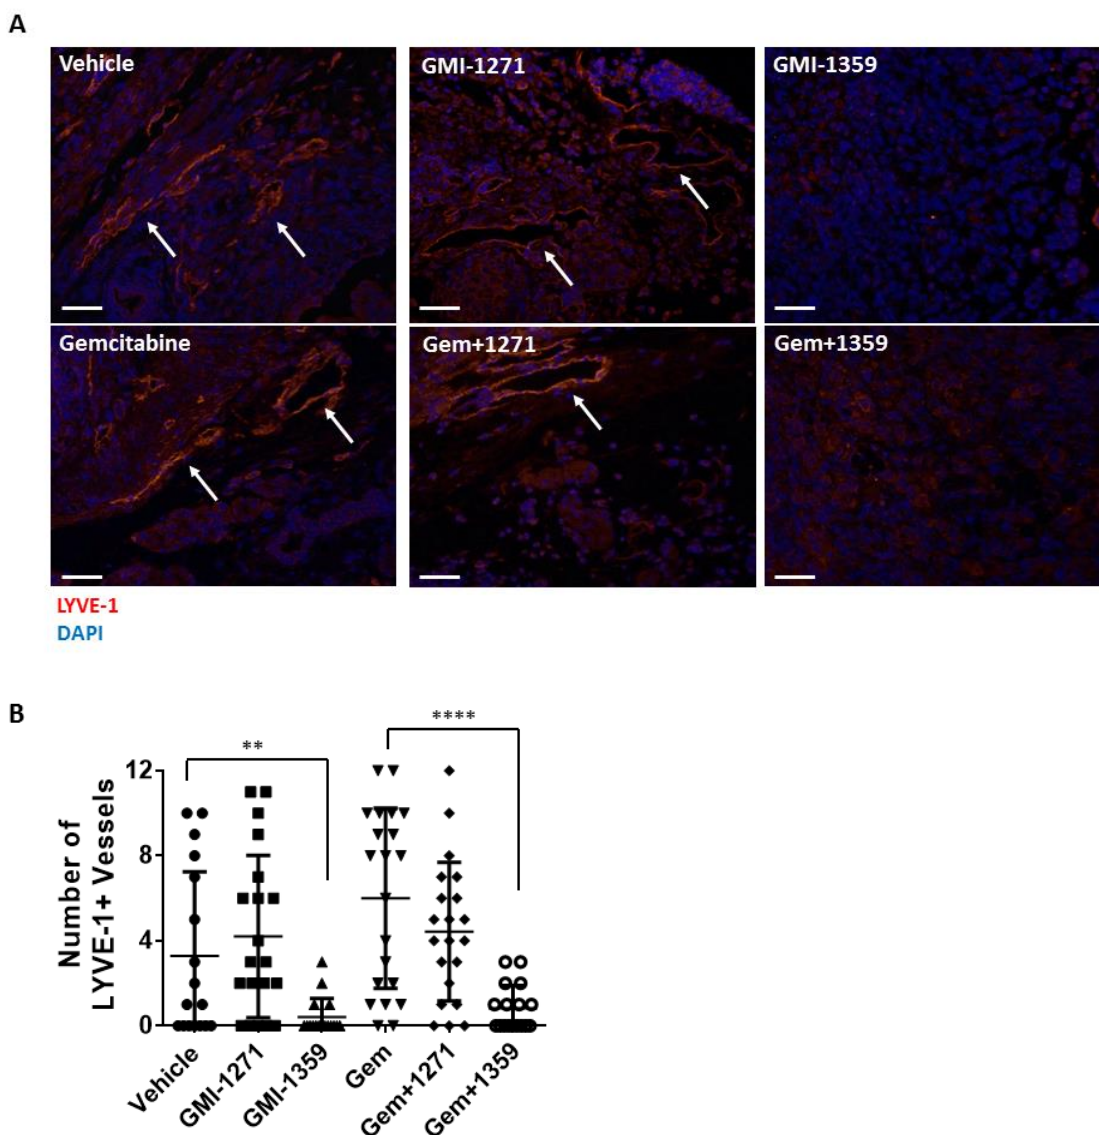 A
Vehicle
GMI-1271
GMI-1359
Gemcitabine
Gem+1271
Gem+1359
LYVE-1
DAPI
B
**
****
Number of
LYVE-1+ Vessels
12
8
4
0
Vehicle
GMI-1271
GMI-1359
Gem
Gem+1271
Gem+1359